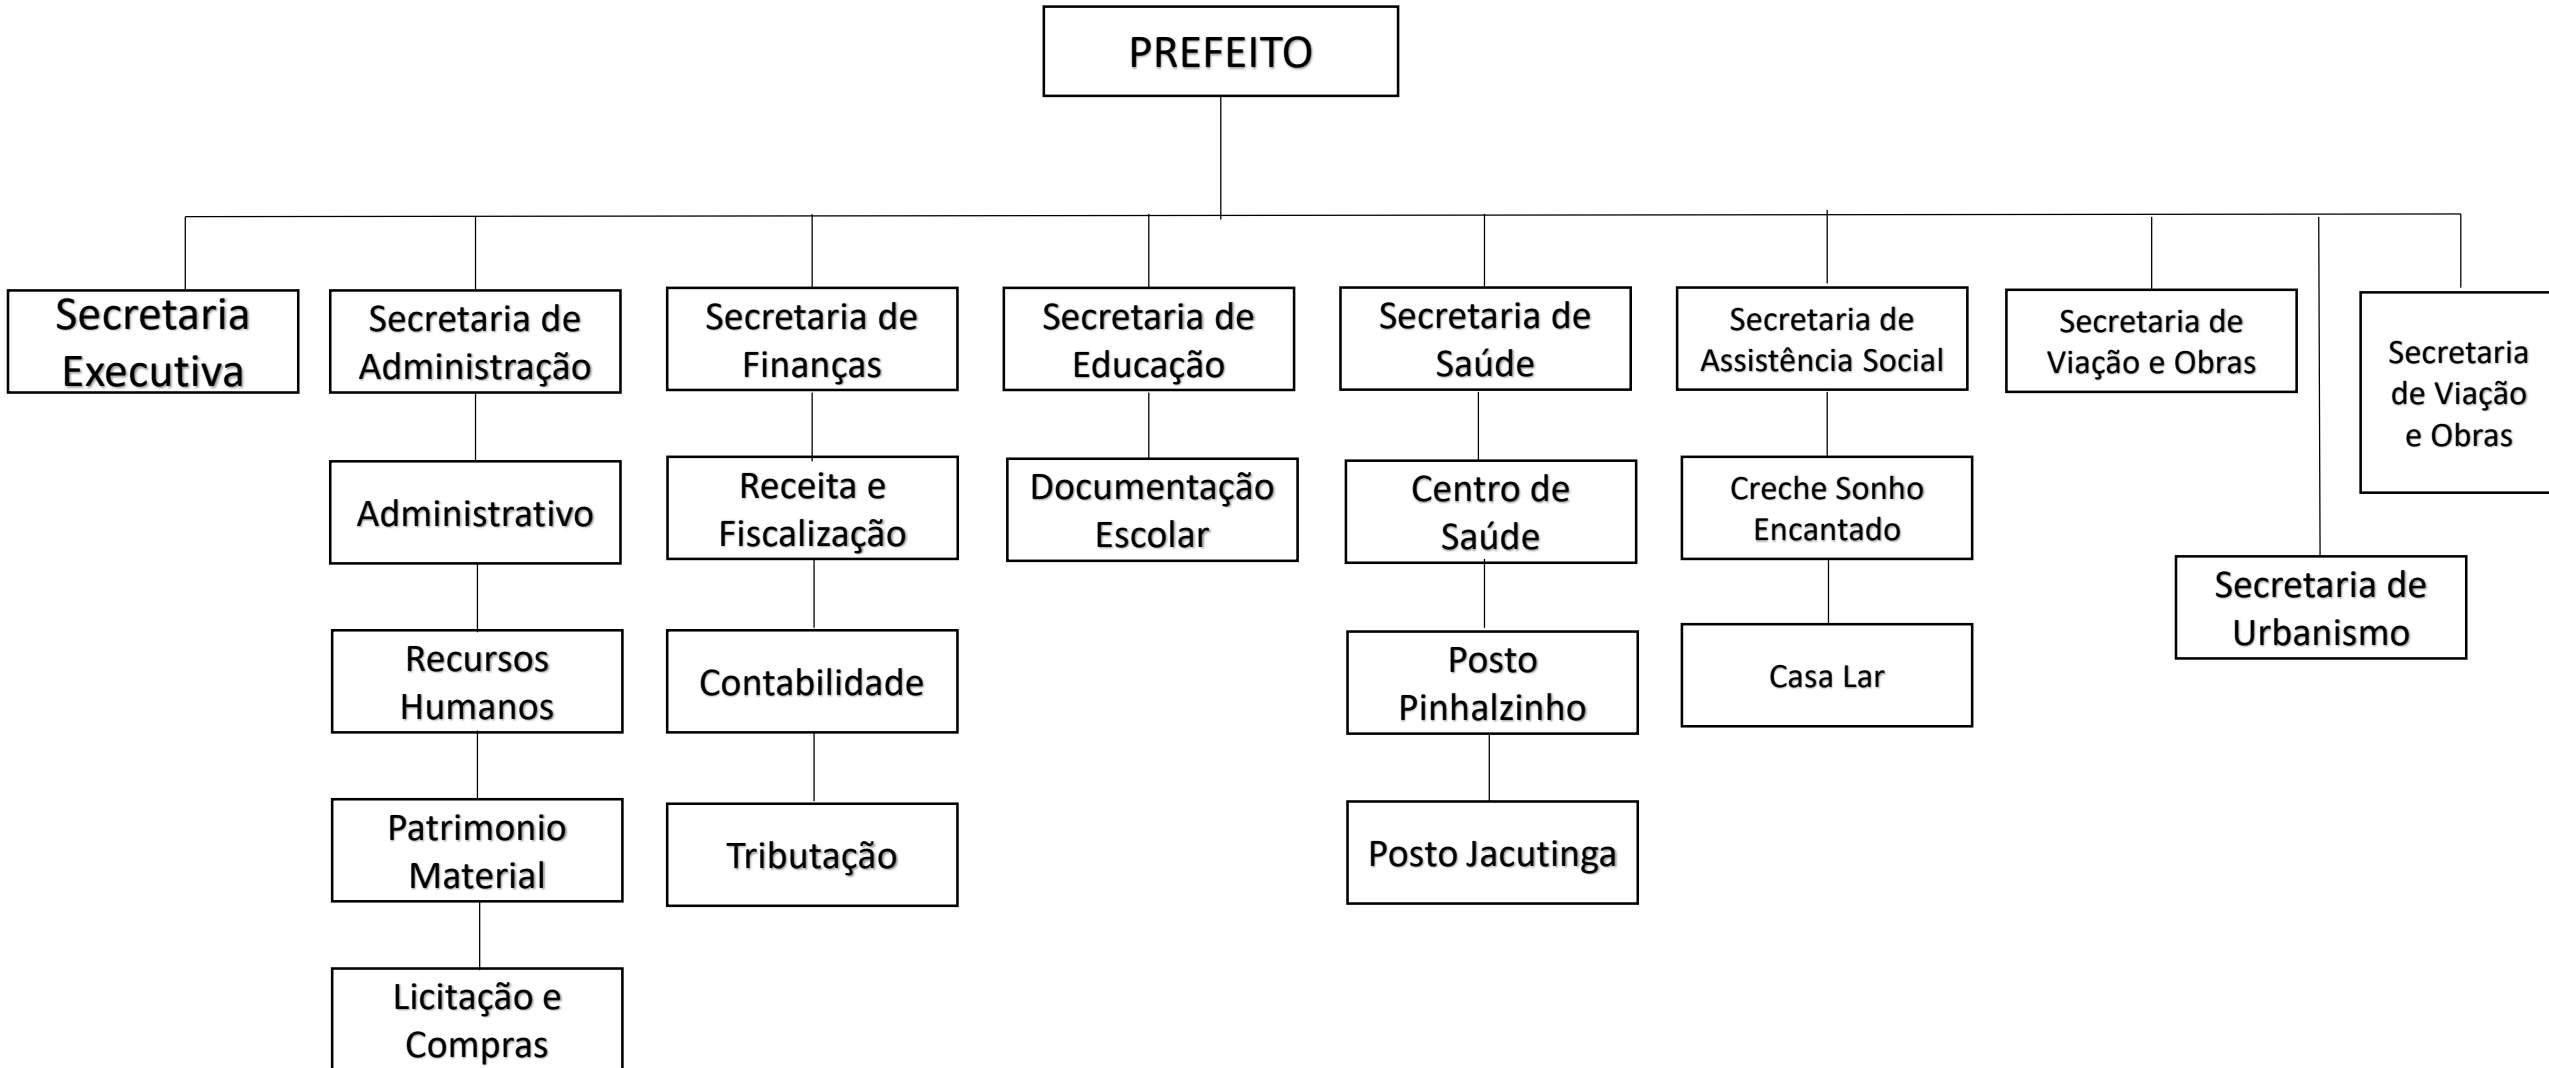 PREFEITO
Secretaria
Executiva
Secretaria de
Administração
Secretaria de
Finanças
Secretaria de
Educação
Secretaria de
Saúde
Secretaria de
Assistência Social
Secretaria de
Viação e Obras
Secretaria
de Viação
e Obras
Administrativo
Receita e
Fiscalização
Documentação
Escolar
Centro de
Saúde
Creche Sonho
Encantado
Secretaria de
Urbanismo
Recursos
Humanos
Contabilidade
Posto
Pinhalzinho
Casa Lar
Patrimonio
Material
Tributação
Posto Jacutinga
Licitação e
Compras